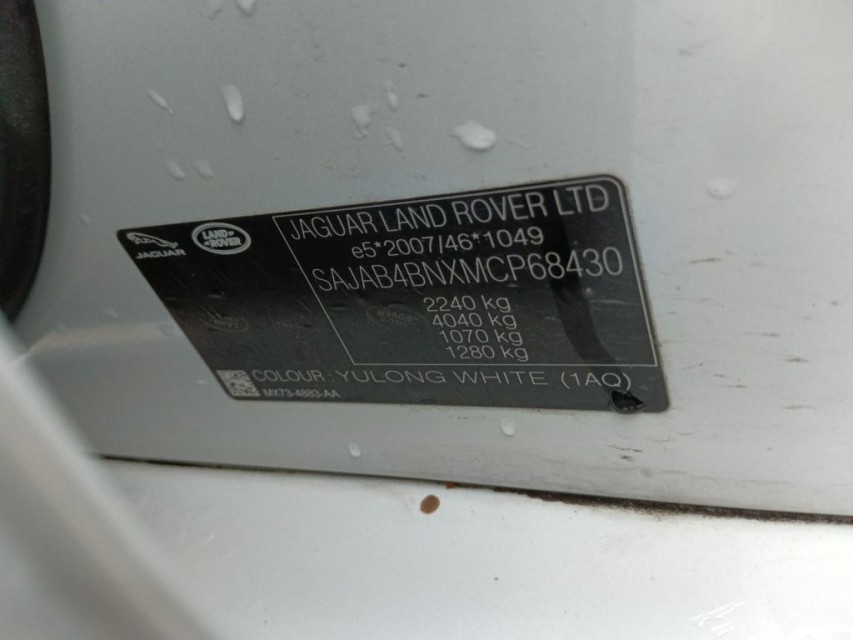 JAGUAR
LAND-
ROVER
JAGUAR LAND ROVER LTD
e5*2007/46*1049
SAJAB4BNXMCP68430
2240 kg
4040 kg
1070 kg
1280 kg
COLOUR: YULONG WHITE (1AQ)
MX73-4883-AA